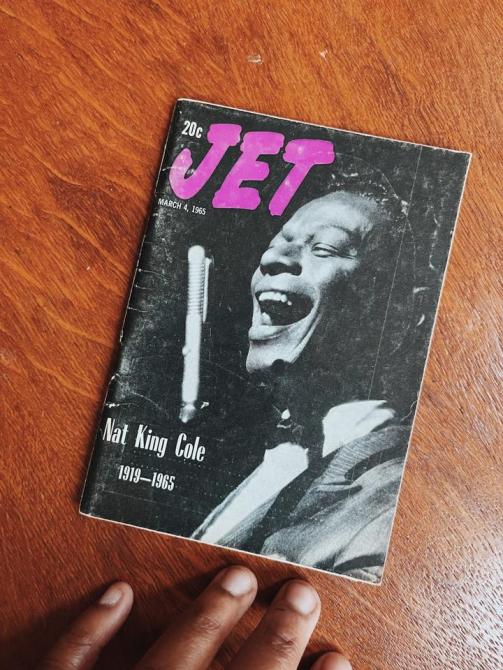 20c
JET
MARCH 4, 1965
Nat King Cole
1919—1965